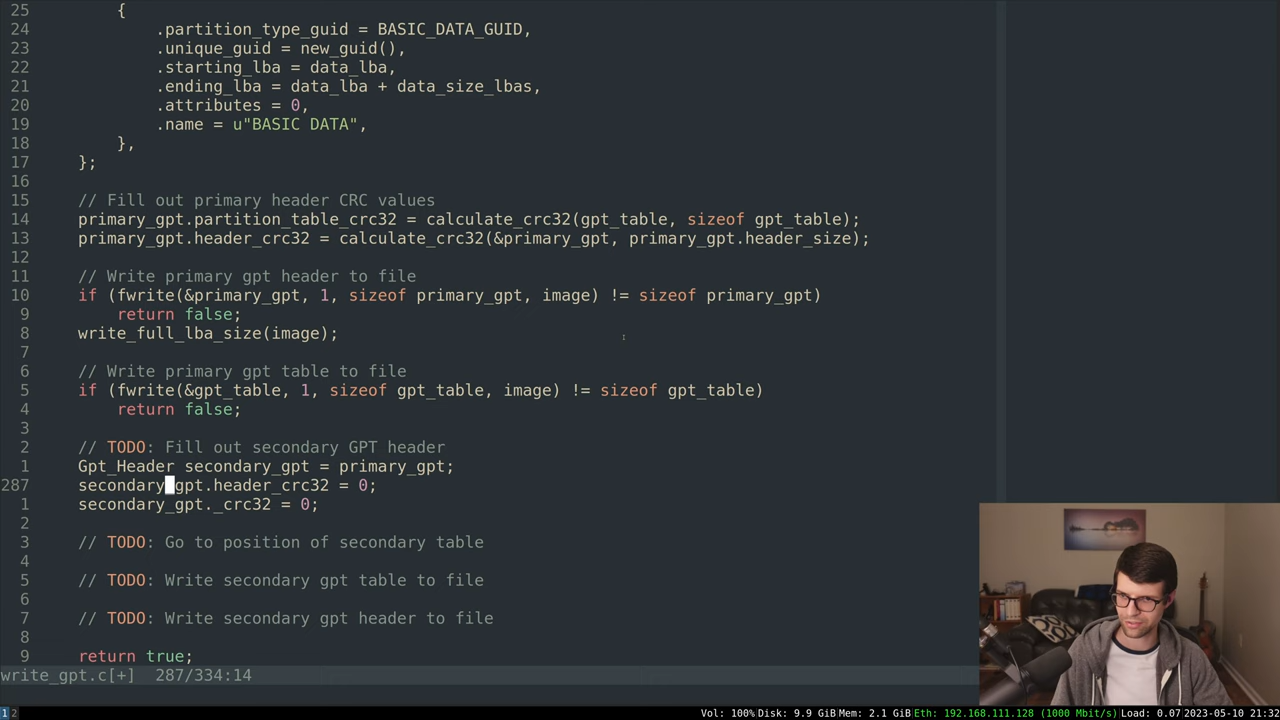 25         {
24             .partition_type_guid = BASIC_DATA_GUID,
23             .unique_guid = new_guid(),
22             .starting_lba = data_lba,
21             .ending_lba = data_lba + data_size_lbas,
20             .attributes = 0,
19             .name = u"BASIC DATA",
18         },
17     };
16
15     // Fill out primary header CRC values
14     primary_gpt.partition_table_crc32 = calculate_crc32(gpt_table, sizeof gpt_table);
13     primary_gpt.header_crc32 = calculate_crc32(&primary_gpt, primary_gpt.header_size);
12
11     // Write primary gpt header to file
10     if (fwrite(&primary_gpt, 1, sizeof primary_gpt, image) != sizeof primary_gpt)
9         return false;
8     write_full_lba_size(image);
7
6     // Write primary gpt table to file
5     if (fwrite(&gpt_table, 1, sizeof gpt_table, image) != sizeof gpt_table)
4         return false;
3
2     // TODO: Fill out secondary GPT header
1     Gpt_Header secondary_gpt = primary_gpt;
287     secondary_gpt.header_crc32 = 0;
1     secondary_gpt._crc32 = 0;
2
3     // TODO: Go to position of secondary table
4
5     // TODO: Write secondary gpt table to file
6
7     // TODO: Write secondary gpt header to file
8
9     return true;
write_gpt.c[+]  287/334:14
1 2 Vol: 100% Disk: 9.9 GiB Mem: 2.1 GiB Eth: 192.168.111.128 (1000 Mbit/s) Load: 0.07 2023-05-10 21:32